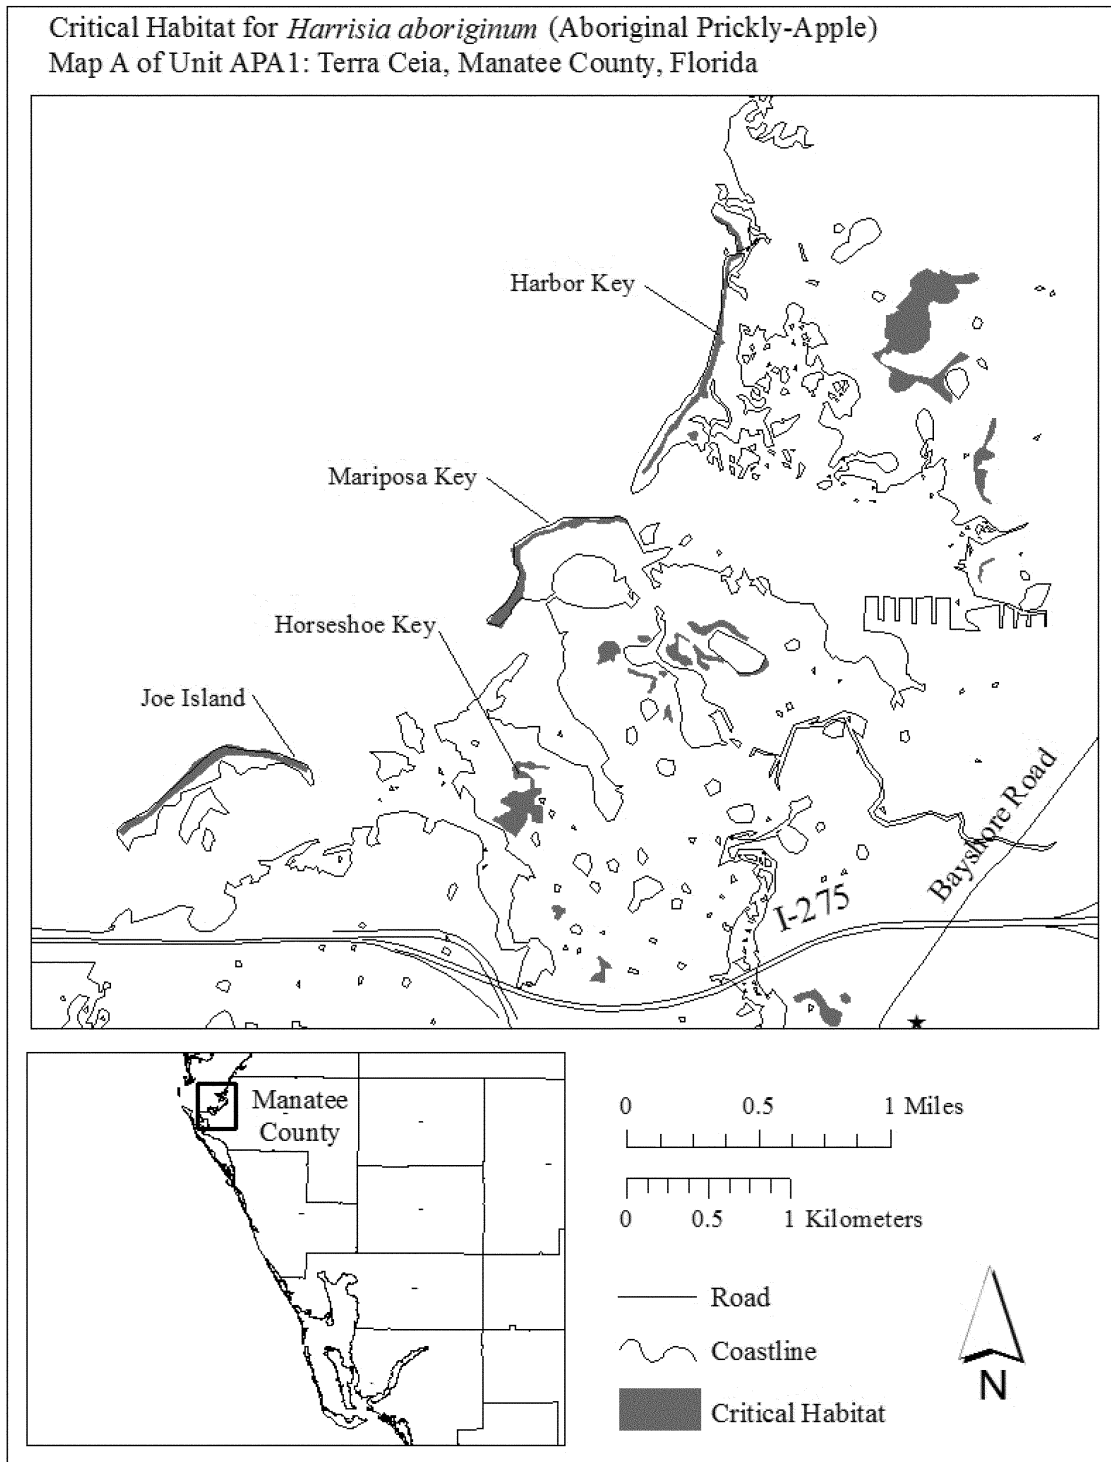 Critical Habitat for Harrisia aboriginum (Aboriginal Prickly-Apple)
Map A of Unit APA1: Terra Ceia, Manatee County, Florida
Harbor Key
Mariposa Key
Horseshoe Key
Joe Island
Bayshore Road
I-275
Manatee
County
0 0.5 1 Miles
0 0.5 1 Kilometers
Road
Coastline
Critical Habitat
N